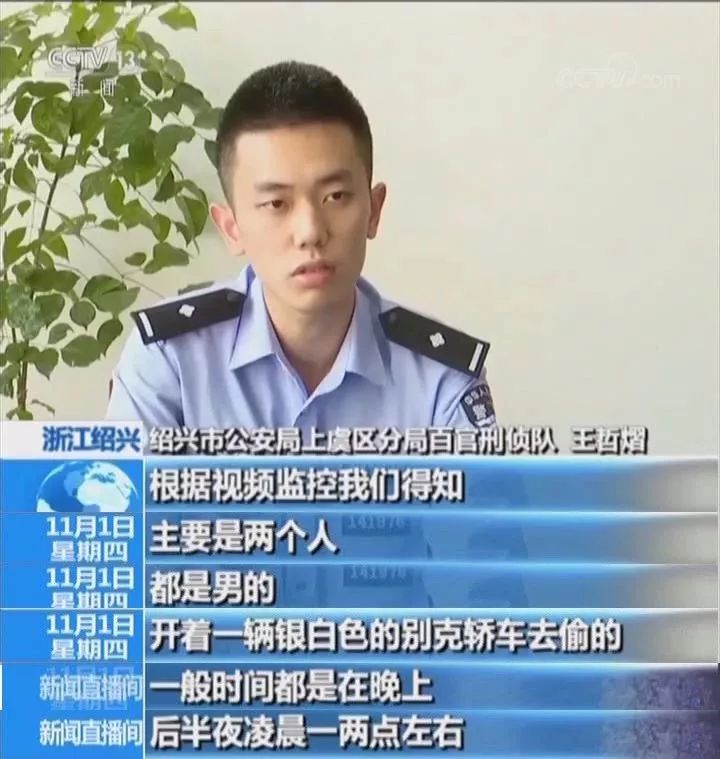 CCTV 13
新闻
CCTV.com
浙江绍兴 绍兴市公安局上虞区分局百官刑侦队 王哲熠
根据视频监控我们得知
11月1日
星期四
主要是两个人
141976
11月1日
星期四
都是男的
141976
11月1日
星期四
开着一辆银白色的别克轿车去偷的
新闻直播间
一般时间都是在晚上
新闻直播间
后半夜凌晨一两点左右